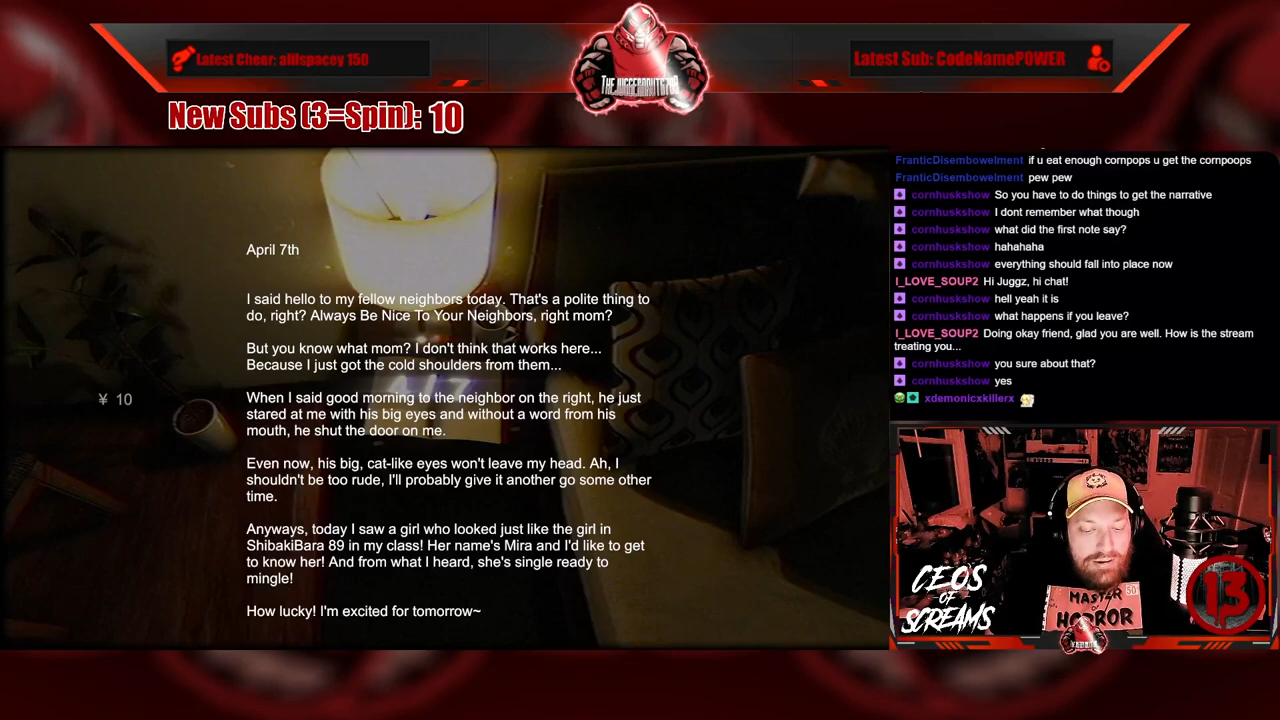 Latest Cheer: alilspacey 150
THEJUGGERNAUT6789
Latest Sub: CodeNamePOWER
New Subs (3=Spin): 10
April 7th
I said hello to my fellow neighbors today. That's a polite thing to
do, right? Always Be Nice To Your Neighbors, right mom?
But you know what mom? I don't think that works here...
Because I just got the cold shoulders from them...
When I said good morning to the neighbor on the right, he just
stared at me with his big eyes and without a word from his
mouth, he shut the door on me.
Even now, his big, cat-like eyes won't leave my head. Ah, I
shouldn't be too rude, I'll probably give it another go some other
time.
Anyways, today I saw a girl who looked just like the girl in
ShibakiBara 89 in my class! Her name's Mira and I'd like to get
to know her! And from what I heard, she's single ready to
mingle!
How lucky! I'm excited for tomorrow~
¥ 10
FranticDisembowelment if u eat enough cornpops u get the cornpoops
FranticDisembowelment pew pew
cornhuskshow So you have to do things to get the narrative
cornhuskshow I dont remember what though
cornhuskshow what did the first note say?
cornhuskshow hahahaha
cornhuskshow everything should fall into place now
I_LOVE_SOUP2 Hi Juggz, hi chat!
cornhuskshow hell yeah it is
cornhuskshow what happens if you leave?
I_LOVE_SOUP2 Doing okay friend, glad you are well. How is the stream
treating you...
cornhuskshow you sure about that?
cornhuskshow yes
xdemonicxkillerx
CEOS
OF
SCREAMS
MASTER
OF
HORROR
50
13